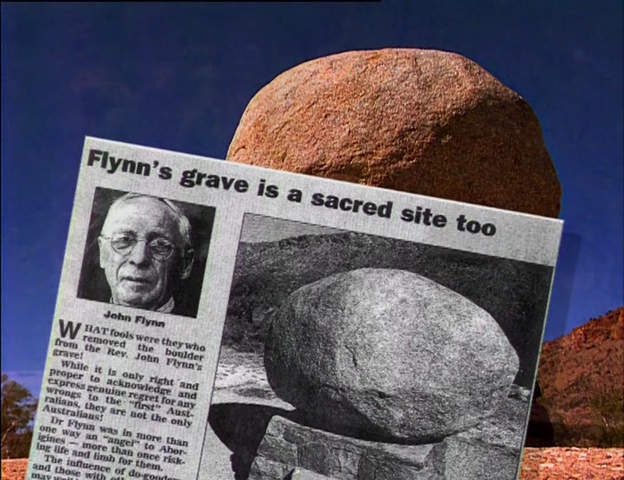 Flynn's grave is a sacred site too
John Flynn
WHAT fools were they who
removed the boulder
from the Rev. John Flynn's
grave!
While it is only right and
proper to acknowledge and
express genuine regret for any
wrongs to the "first" Aust-
ralians, they are not the only
Australians!
Dr Flynn was in more than
one way an "angel" to Abor-
igines — more than once risk-
ing life and limb for them.
The influence of do-gooders
and those with